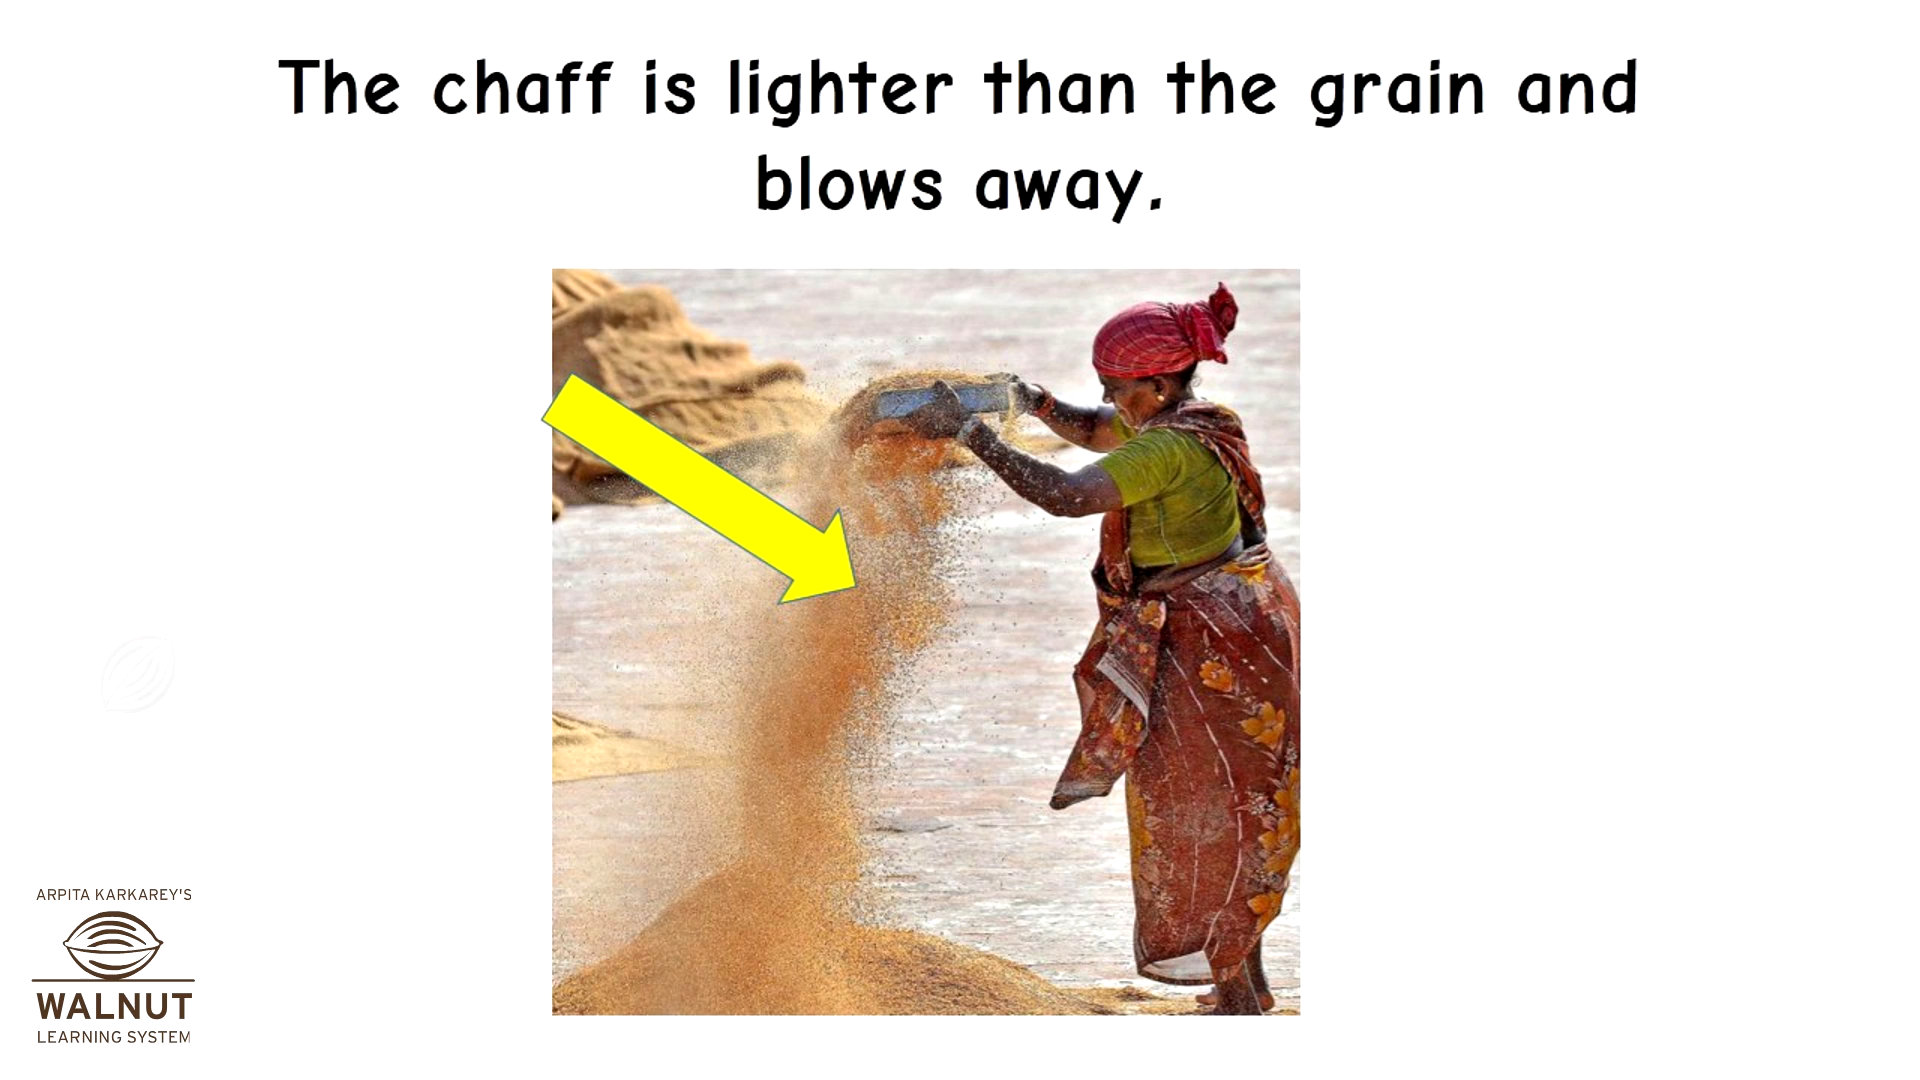 The chaff is lighter than the grain and
blows away.
ARPITA KARKAREY'S
WALNUT
LEARNING SYSTEM